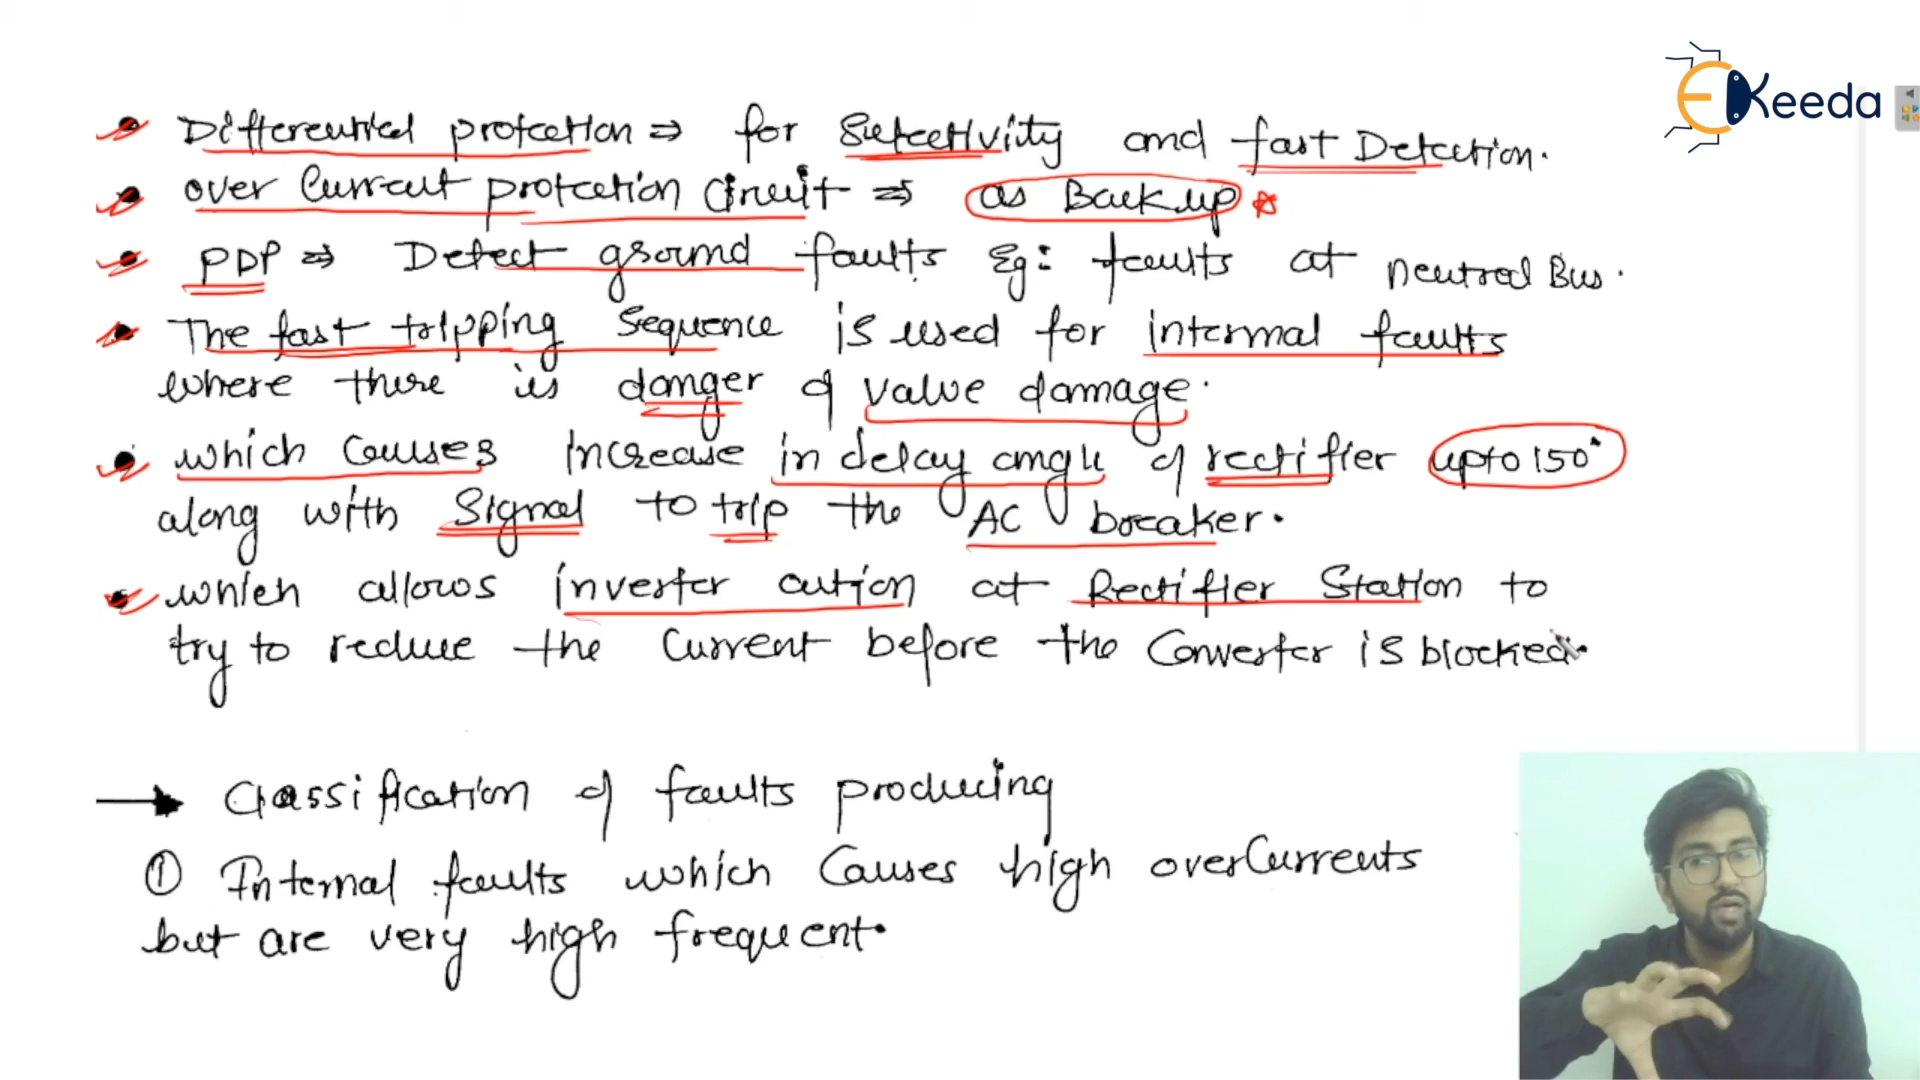 EKeeda
Differential protection ⇒ for Selectivity and fast Detection.
over Current protection Circuit ⇒ as Back up
PDP ⇒ Detect ground faults Eg: faults at neutral Bus.
The fast tripping Sequence is used for internal faults
where there is danger of value damage.
which Causes increase in delay angle of rectifier upto 150°
along with Signal to trip the AC breaker.
which allows inverter aution at Rectifier Station to
try to reduce the Current before the Converter is blocked.
→ Classification of faults producing
① Internal faults which Causes high overCurrents
but are very high frequent.